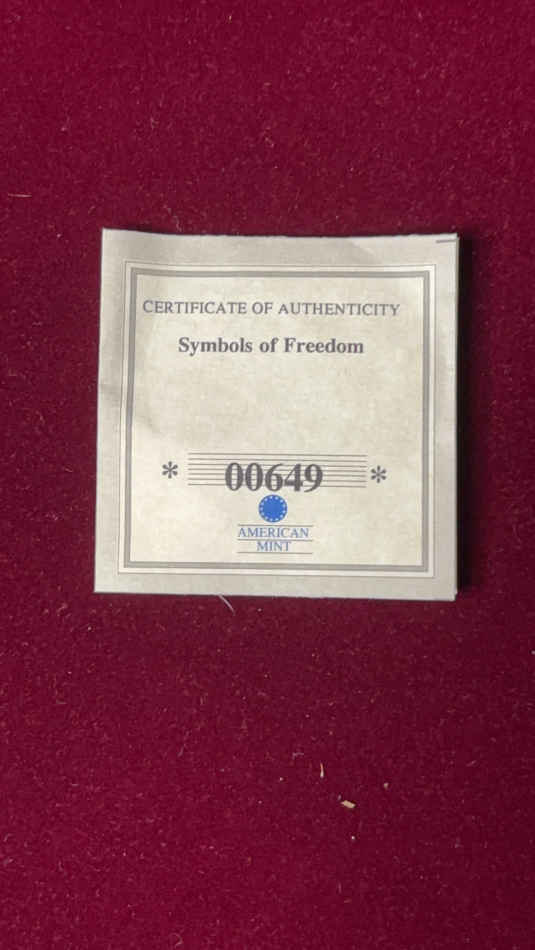 CERTIFICATE OF AUTHENTICITY
Symbols of Freedom
* 00649 *
AMERICAN
MINT